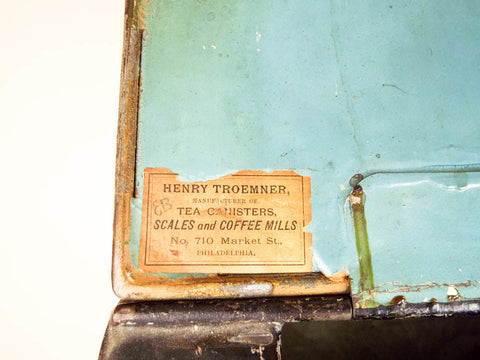 HENRY TROEMNER,
MANUFACTURER OF
TEA CANISTERS,
SCALES and COFFEE MILLS
No. 710 Market St.,
PHILADELPHIA,